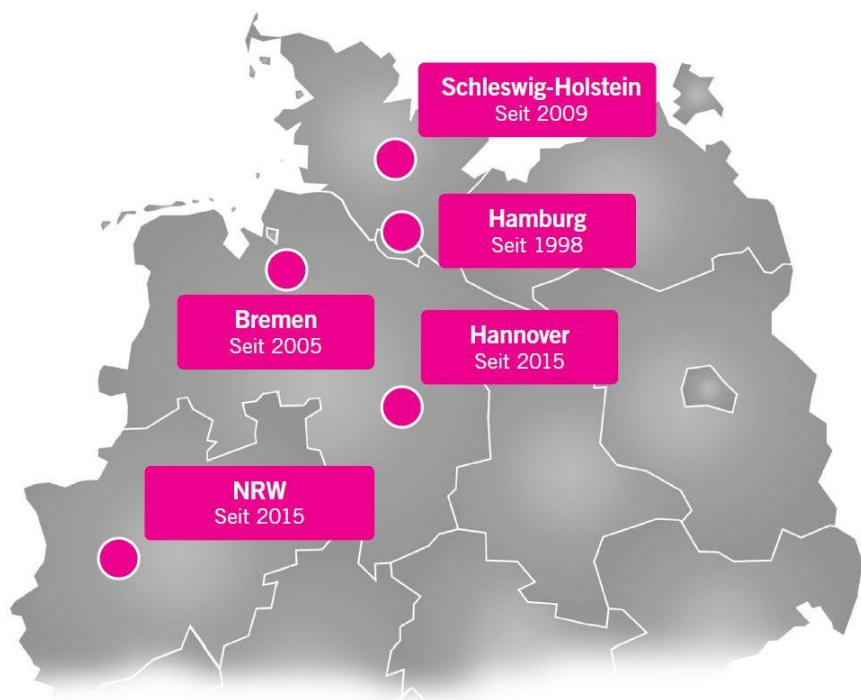 Schleswig-Holstein
Seit 2009
Hamburg
Seit 1998
Bremen
Seit 2005
Hannover
Seit 2015
NRW
Seit 2015